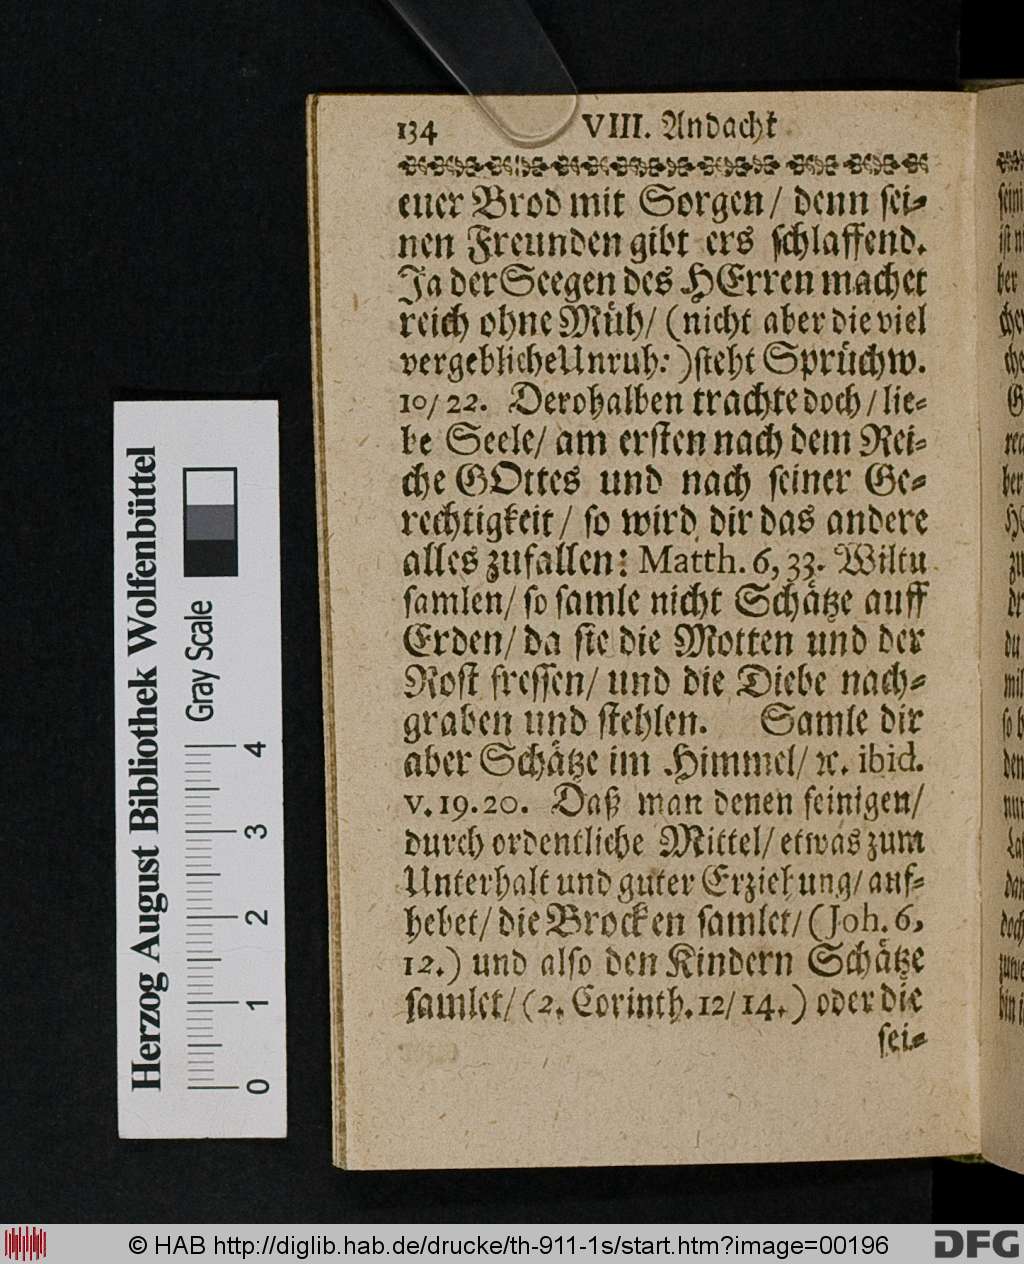 134 VIII. Andacht
euer Brod mit Sorgen/ denn sei⸗
nen Freunden gibt ers schlaffend.
Ja der Seegen des HErren machet
reich ohne Müh/ (nicht aber die viel
vergebliche Unruh:) steht Sprüchw.
10/ 22. Derohalben trachte doch/ lie⸗
be Seele/ am ersten nach dem Rei⸗
che GOttes und nach seiner Ge⸗
rechtigkeit/ so wird dir das andere
alles zufallen: Matth. 6, 33. Wiltu
samlen/ so samle nicht Schätze auff
Erden/ da sie die Motten und der
Rost fressen/ und die Diebe nach⸗
graben und stehlen. Samle dir
aber Schätze im Himmel/ ꝛc. ibid.
v. 19. 20. Daß man denen seinigen/
durch ordentliche Mittel/ etwas zum
Unterhalt und guter Erziehung/ auf⸗
hebet/ die Brocken samlet/ (Joh. 6,
12.) und also den Kindern Schätze
samlet/ (2. Corinth. 12/ 14.) oder die
sei⸗
Herzog August Bibliothek Wolfenbüttel
Gray Scale
0 1 2 3 4
© HAB http://diglib.hab.de/drucke/th-911-1s/start.htm?image=00196
DFG